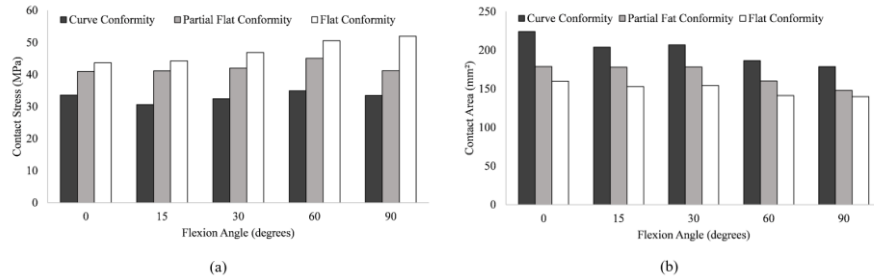 Curve Conformity Partial Flat Conformity Flat Conformity
60
50
40
30
20
10
0
Contact Stress (MPa)
0 15 30 60 90
Flexion Angle (degrees)
(a)
Curve Conformity Partial Fat Conformity Flat Conformity
250
200
150
100
50
0
Contact Area (mm²)
0 15 30 60 90
Flexion Angle (degrees)
(b)